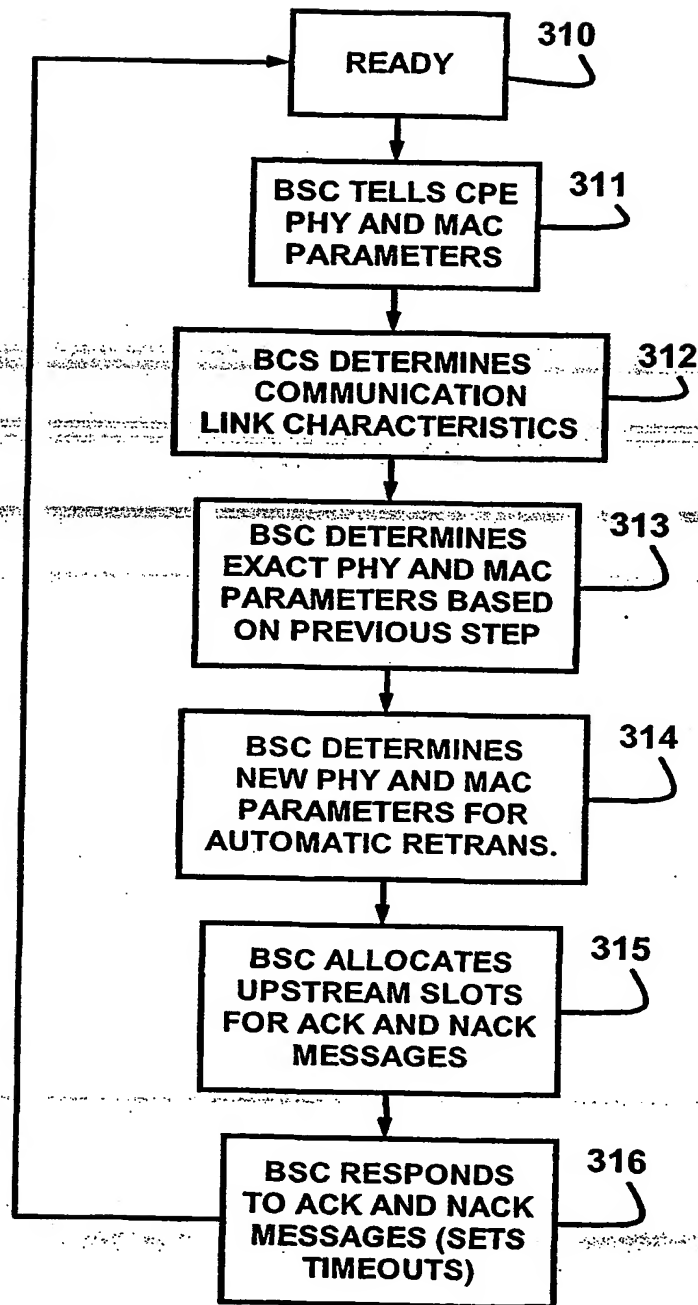 READY
310
BSC TELLS CPE
PHY AND MAC
PARAMETERS
311
BCS DETERMINES
COMMUNICATION
LINK CHARACTERISTICS
312
BSC DETERMINES
EXACT PHY AND MAC
PARAMETERS BASED
ON PREVIOUS STEP
313
BSC DETERMINES
NEW PHY AND MAC
PARAMETERS FOR
AUTOMATIC RETRANS.
314
BSC ALLOCATES
UPSTREAM SLOTS
FOR ACK AND NACK
MESSAGES
315
BSC RESPONDS
TO ACK AND NACK
MESSAGES (SETS
TIMEOUTS)
316